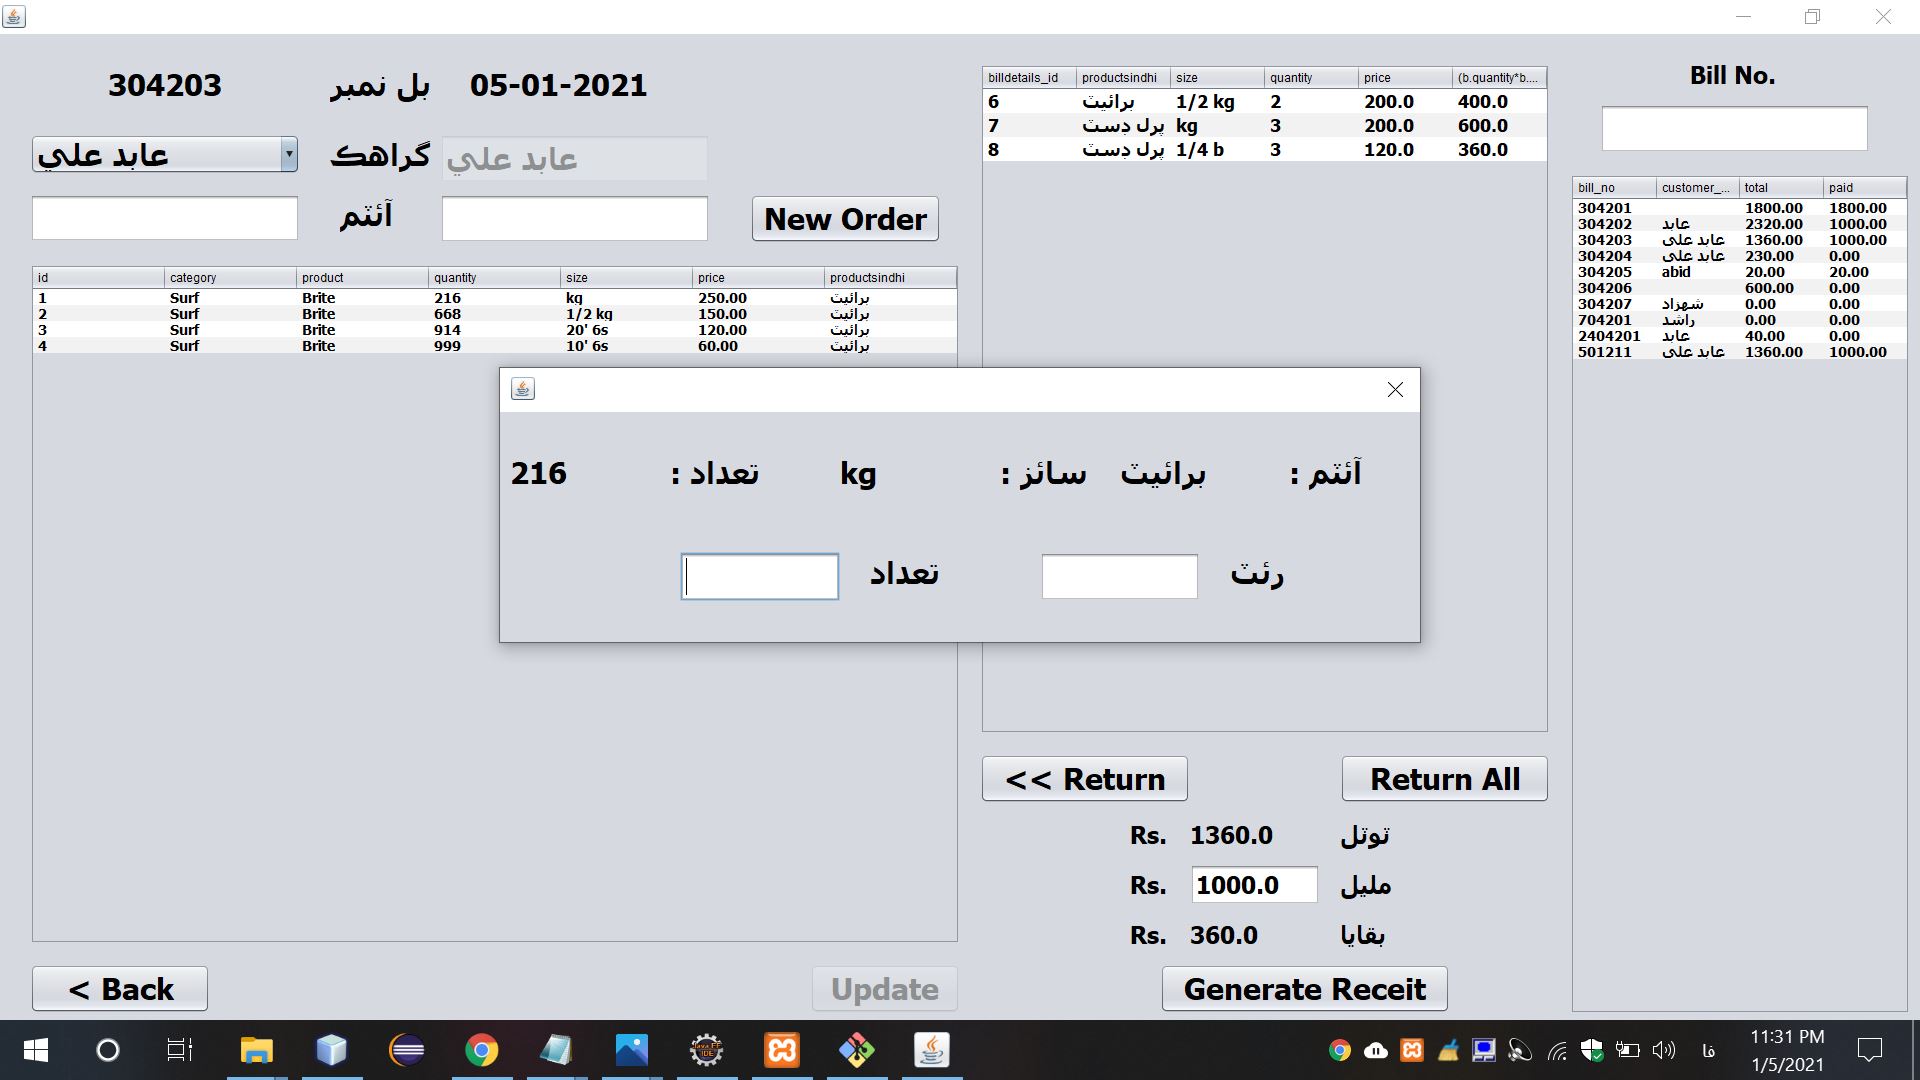 304203 بل نمبر 05-01-2021
عابد علي گراهڪ عابد علي
آئٽم
New Order
id category product quantity size price productsindhi
1 Surf Brite 216 kg 250.00 برائيٽ
2 Surf Brite 668 1/2 kg 150.00 برائيٽ
3 Surf Brite 914 20' 6s 120.00 برائيٽ
4 Surf Brite 999 10' 6s 60.00 برائيٽ
billdetails_id productsindhi size quantity price (b.quantity*b....
6 برائيٽ 1/2 kg 2 200.0 400.0
7 پرل ڊسٽ kg 3 200.0 600.0
8 پرل ڊسٽ 1/4 b 3 120.0 360.0
Bill No.
bill_no customer_... total paid
304201 1800.00 1800.00
304202 عابد 2320.00 1000.00
304203 عابد علي 1360.00 1000.00
304204 عابد علي 230.00 0.00
304205 abid 20.00 20.00
304206 600.00 0.00
304207 شهزاد 0.00 0.00
704201 راشد 0.00 0.00
2404201 عابد 40.00 0.00
501211 عابد علي 1360.00 1000.00
آئٽم : برائيٽ سائز : kg تعداد : 216
رئٽ تعداد
<< Return Return All
Rs. 1360.0 توتل
Rs. 1000.0 مليل
Rs. 360.0 بقايا
< Back Update Generate Receit
فا
11:31 PM
1/5/2021